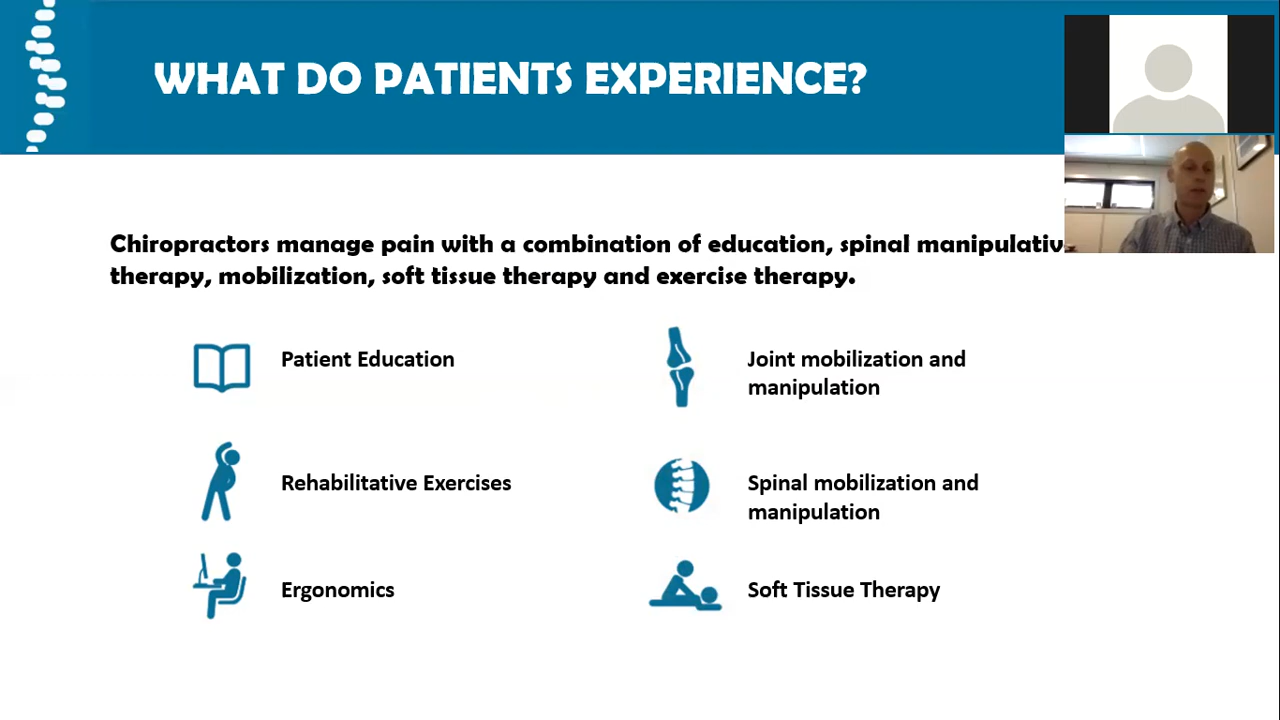 WHAT DO PATIENTS EXPERIENCE?
Chiropractors manage pain with a combination of education, spinal
therapy, mobilization, soft tissue therapy and exercise therapy.
Patient Education
Joint mobilization and
manipulation
Rehabilitative Exercises
Spinal mobilization and
manipulation
Ergonomics
Soft Tissue Therapy